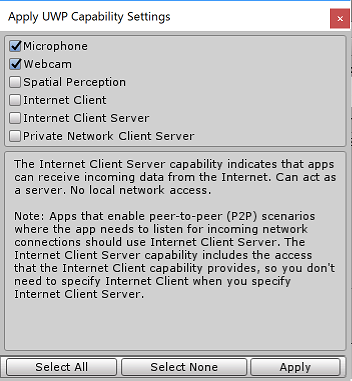 Apply UWP Capability Settings
Microphone
Webcam
Spatial Perception
Internet Client
Internet Client Server
Private Network Client Server
The Internet Client Server capability indicates that apps
can receive incoming data from the Internet. Can act as
a server. No local network access.
Note: Apps that enable peer-to-peer (P2P) scenarios
where the app needs to listen for incoming network
connections should use Internet Client Server. The
Internet Client Server capability includes the access
that the Internet Client capability provides, so you don't
need to specify Internet Client when you specify
Internet Client Server.
Select All
Select None
Apply